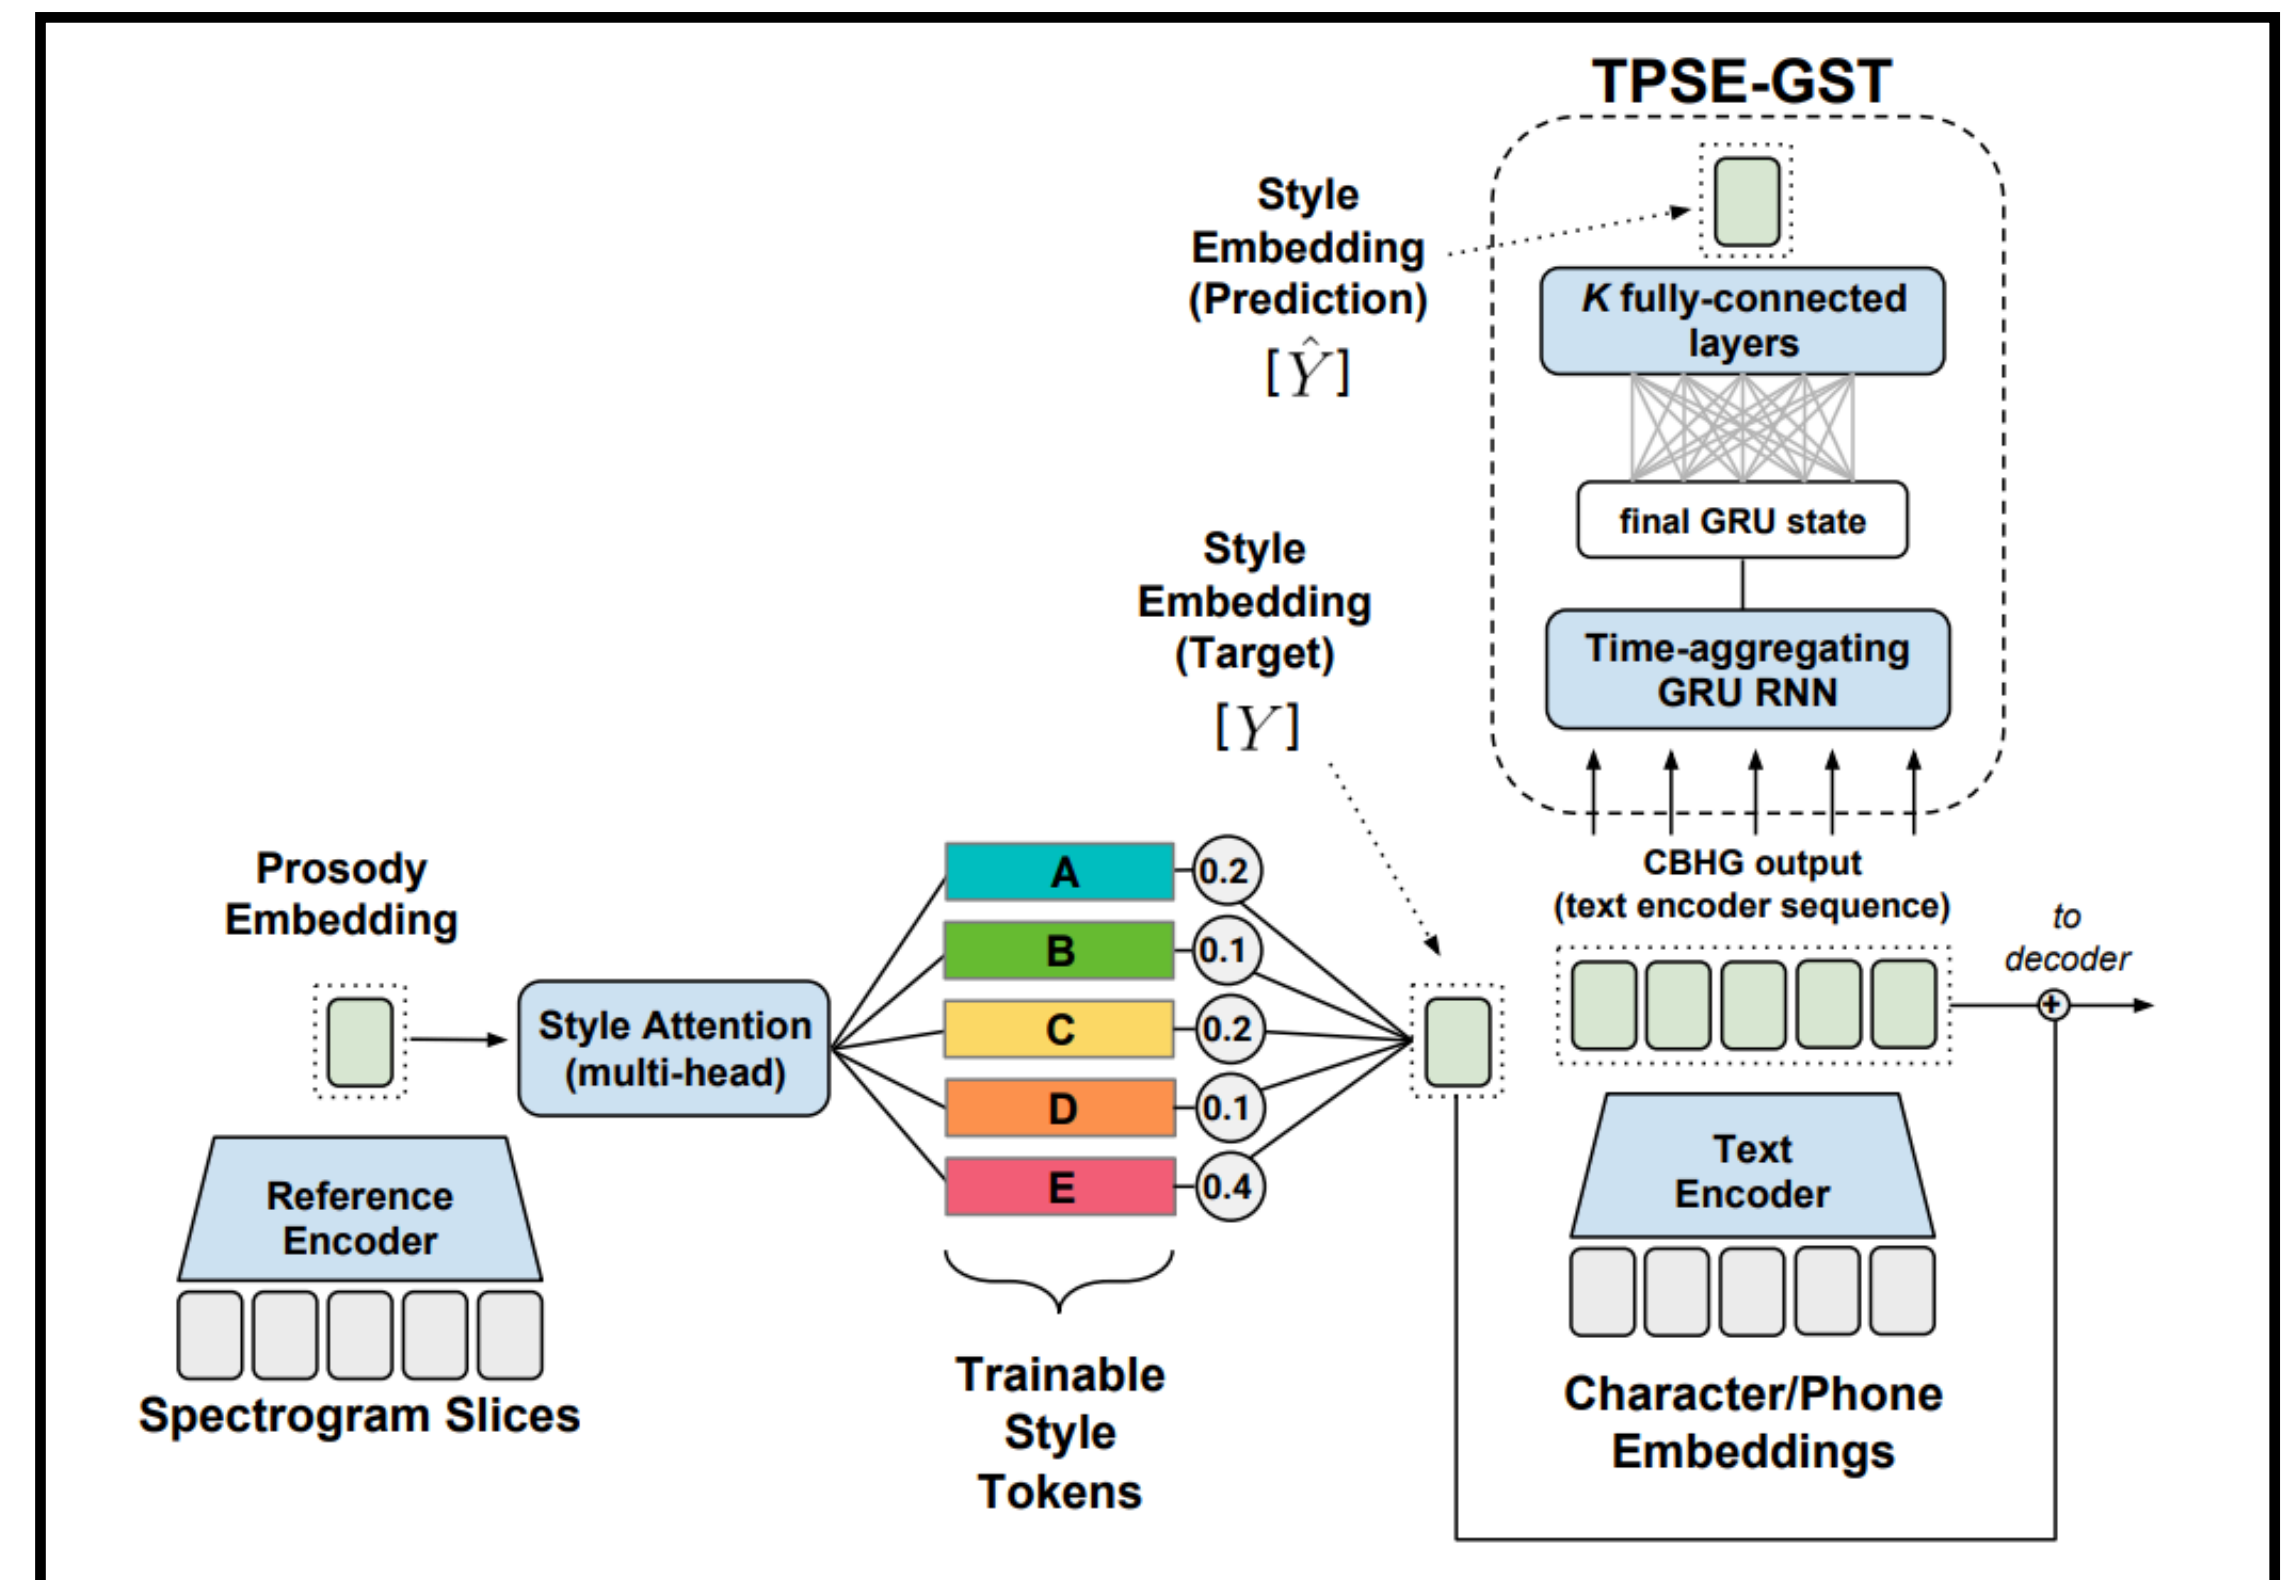 TPSE-GST
Style
Embedding
(Prediction)
[Ŷ]
K fully-connected
layers
final GRU state
Time-aggregating
GRU RNN
Style
Embedding
(Target)
[Y]
CBHG output
(text encoder sequence)
to
decoder
+
Prosody
Embedding
Style Attention
(multi-head)
A
0.2
B
0.1
C
0.2
D
0.1
E
0.4
Reference
Encoder
Text
Encoder
Spectrogram Slices
Trainable
Style
Tokens
Character/Phone
Embeddings